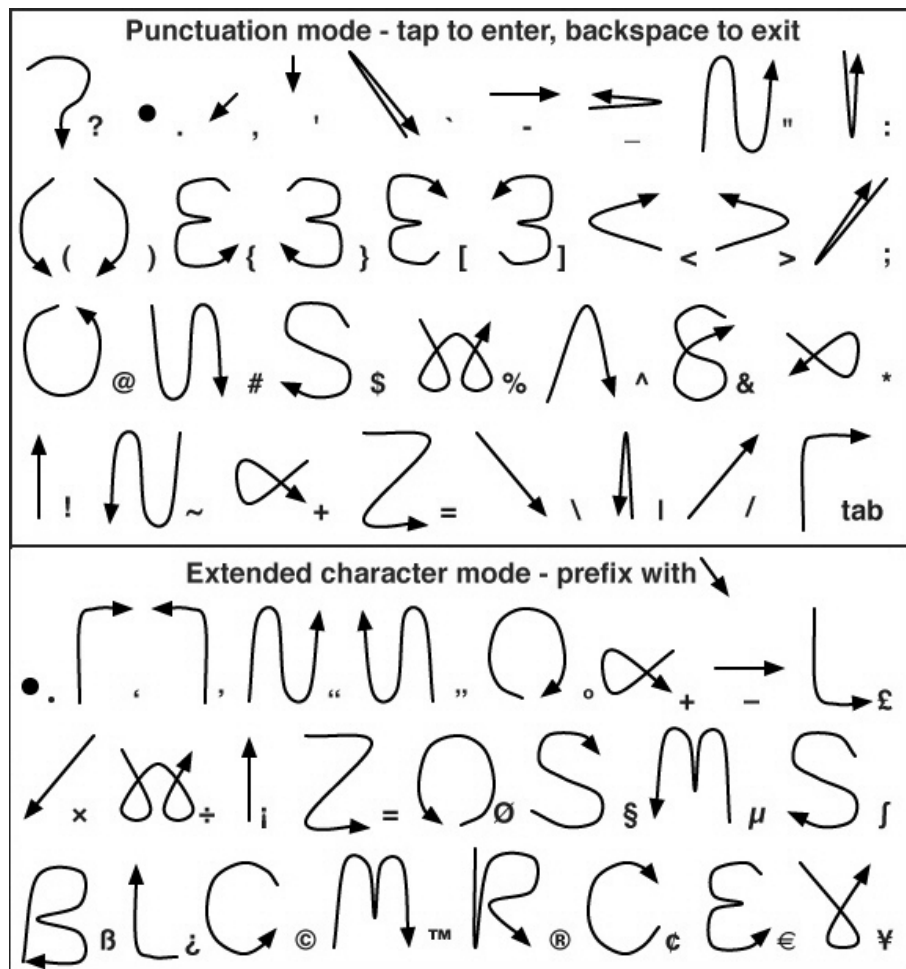 Punctuation mode - tap to enter, backspace to exit
? . , ' ` - _ " :
( ) { } [ ] < > ;
@ # $ % ^ & *
! ~ + = \ | / tab
Extended character mode - prefix with
. ‘ ’ “ ” ° + – £
× ÷ ¡ = Ø § µ ∫
ß ¿ © ™ ® ¢ € ¥